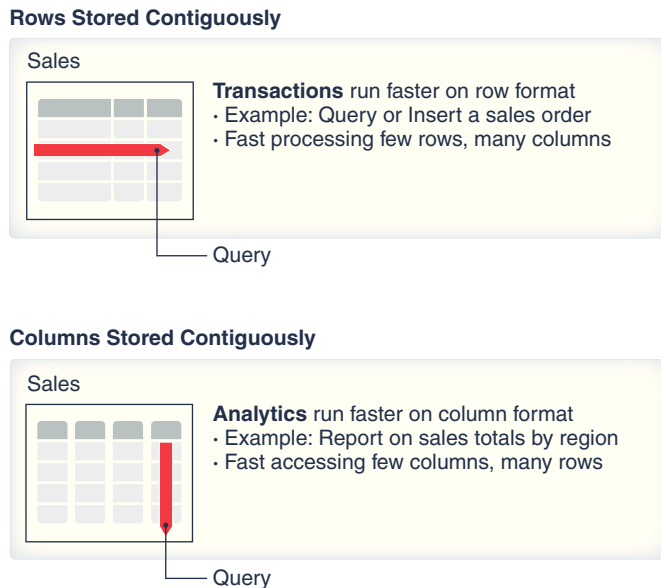 Rows Stored Contiguously
Sales
Transactions run faster on row format
· Example: Query or Insert a sales order
· Fast processing few rows, many columns
Query
Columns Stored Contiguously
Sales
Analytics run faster on column format
· Example: Report on sales totals by region
· Fast accessing few columns, many rows
Query